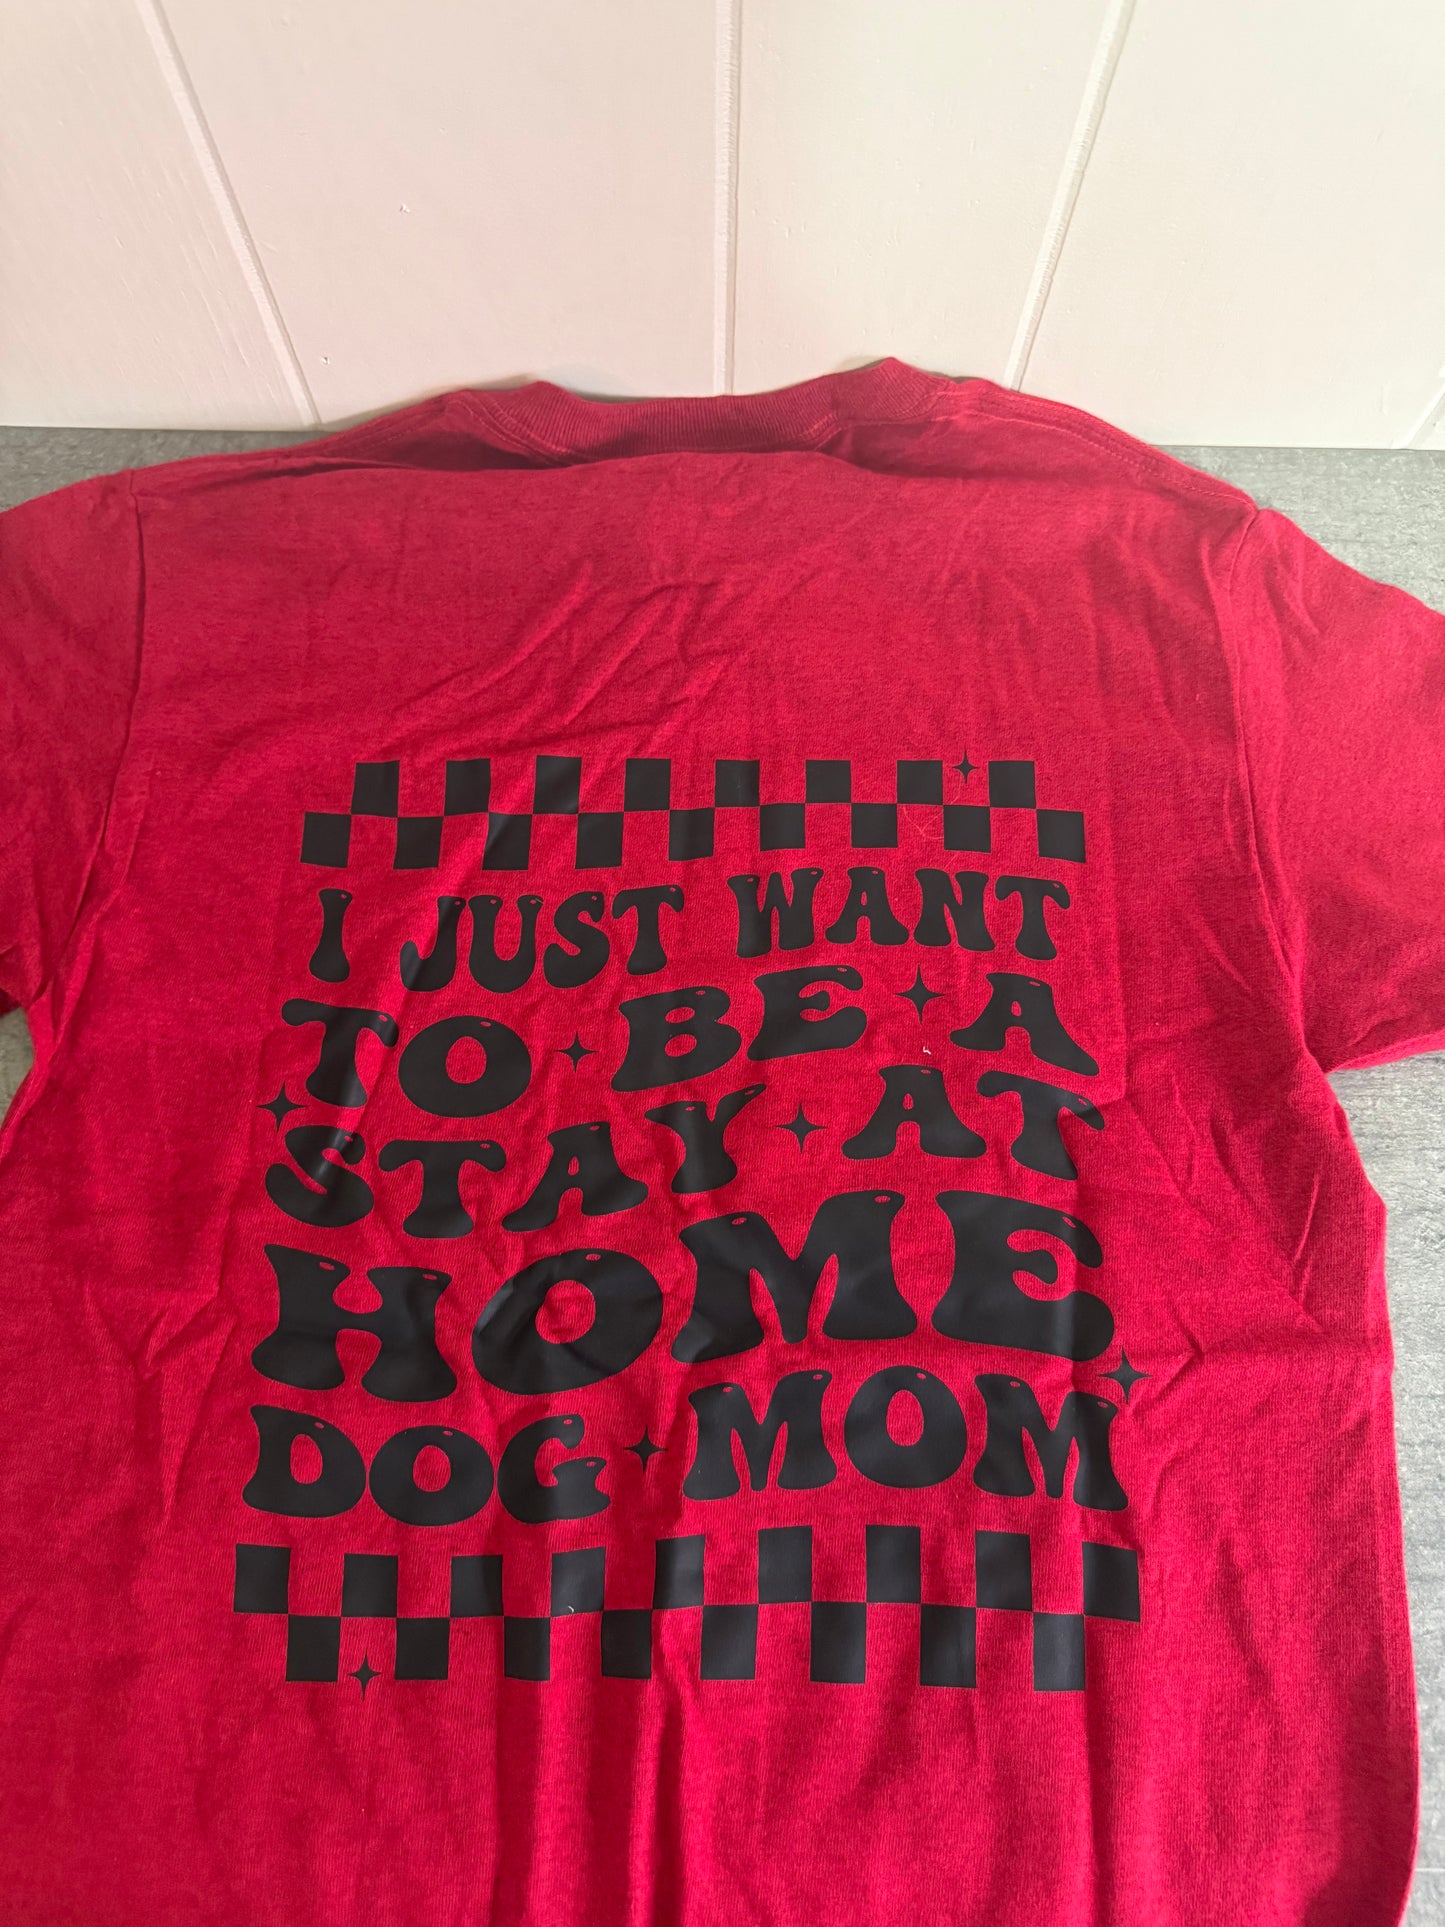 I JUST WANT
TO BE A
STAY AT
HOME
DOG MOM